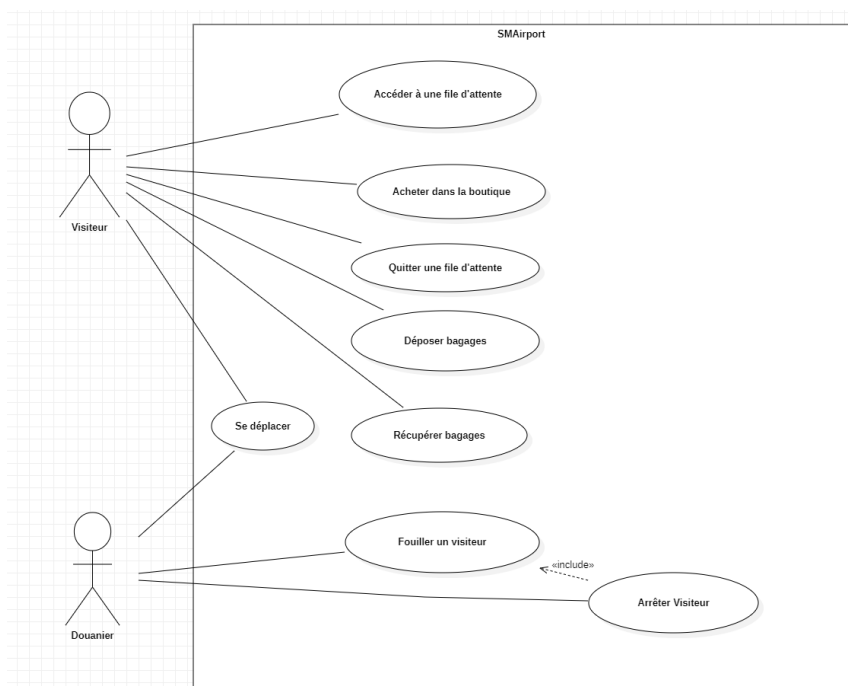 SMAirport
Accéder à une file d'attente
Acheter dans la boutique
Visiteur
Quitter une file d'attente
Déposer bagages
Se déplacer
Récupérer bagages
Fouiller un visiteur
«include»
Arrêter Visiteur
Douanier